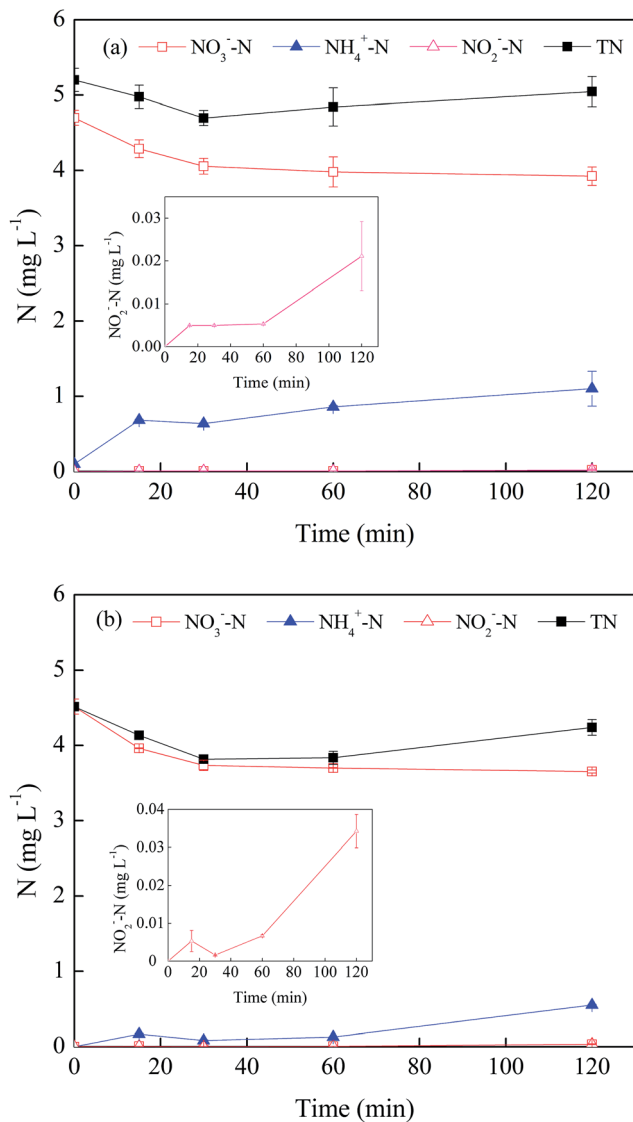 (a) NO₃⁻-N NH₄⁺-N NO₂⁻-N TN
6
5
4
3
2
1
0
N (mg L⁻¹)
0.03
0.02
0.01
0.00
NO₂⁻-N (mg L⁻¹)
20 40 60 80 100 120
Time (min)
0 20 40 60 80 100 120
Time (min)
(b) NO₃⁻-N NH₄⁺-N NO₂⁻-N TN
6
5
4
3
2
1
0
N (mg L⁻¹)
0.04
0.03
0.02
0.01
0
NO₂⁻-N (mg L⁻¹)
20 40 60 80 100 120
Time (min)
0 20 40 60 80 100 120
Time (min)